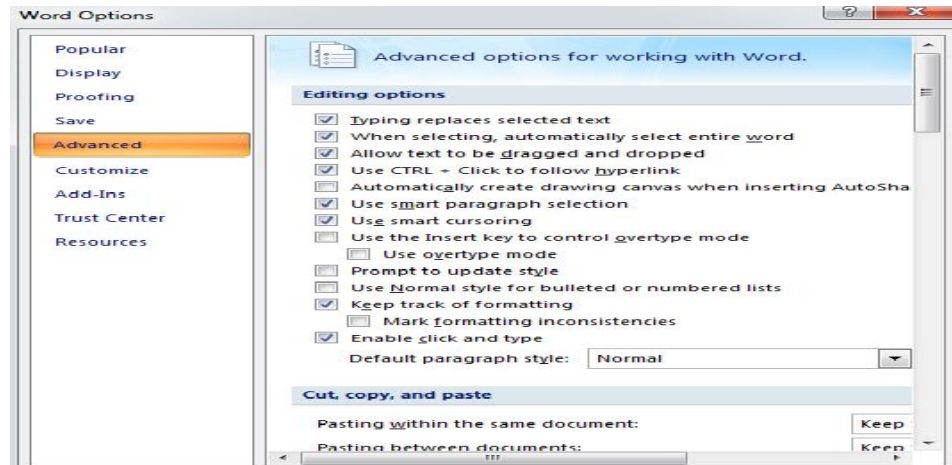 Word Options
Popular
Display
Proofing
Save
Advanced
Customize
Add-Ins
Trust Center
Resources
Advanced options for working with Word.
Editing options
Typing replaces selected text
When selecting, automatically select entire word
Allow text to be dragged and dropped
Use CTRL + Click to follow hyperlink
Automatically create drawing canvas when inserting AutoSha
Use smart paragraph selection
Use smart cursoring
Use the Insert key to control overtype mode
Use overtype mode
Prompt to update style
Use Normal style for bulleted or numbered lists
Keep track of formatting
Mark formatting inconsistencies
Enable click and type
Default paragraph style: Normal
Cut, copy, and paste
Pasting within the same document: Keep
Pasting between documents: Keep